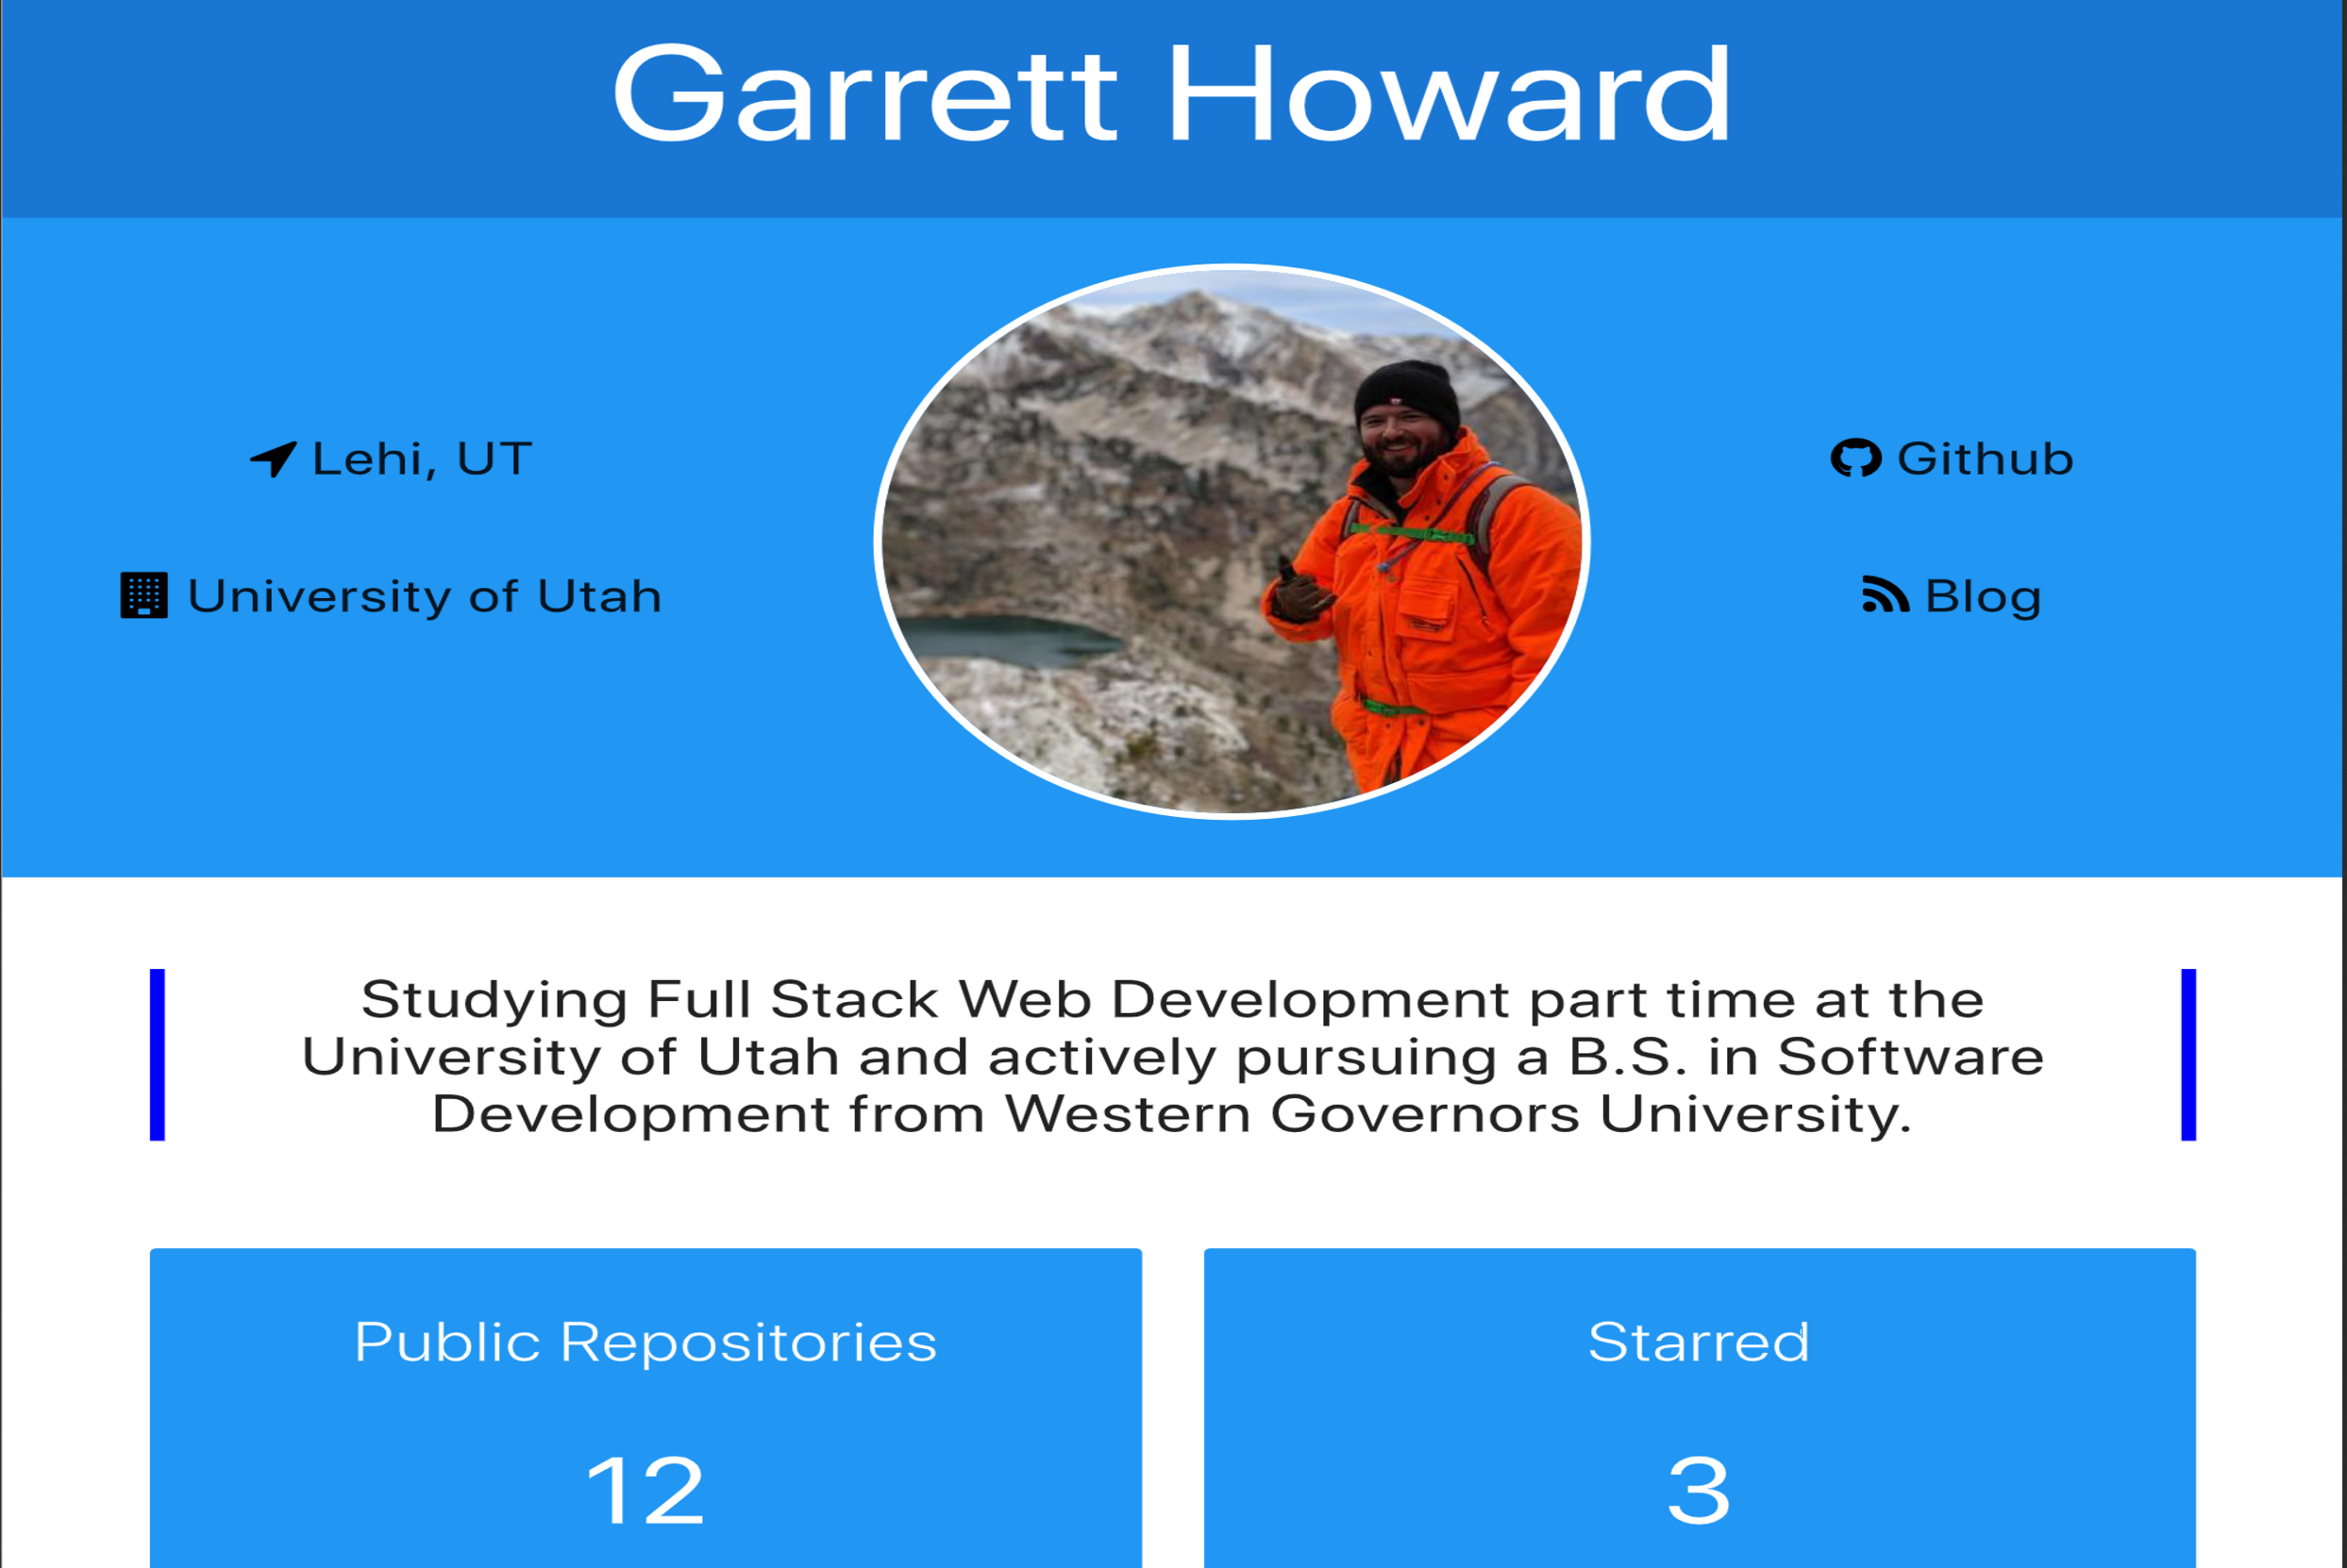 Garrett Howard
Lehi, UT
University of Utah
Github
Blog
Studying Full Stack Web Development part time at the
University of Utah and actively pursuing a B.S. in Software
Development from Western Governors University.
Public Repositories
12
Starred
3